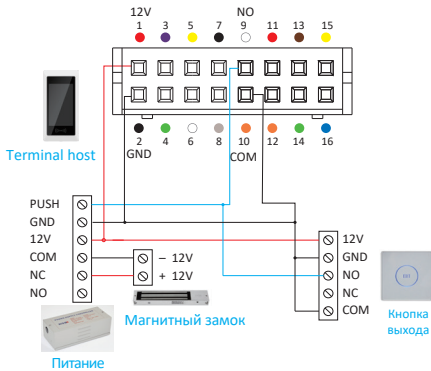 12V NO
1 3 5 7 9 11 13 15
2 4 6 8 10 12 14 16
GND COM
Terminal host
PUSH
GND
12V
COM
NC
NO
– 12V
+ 12V
Магнитный замок
Питание
12V
GND
NO
NC
COM
Кнопка
выхода